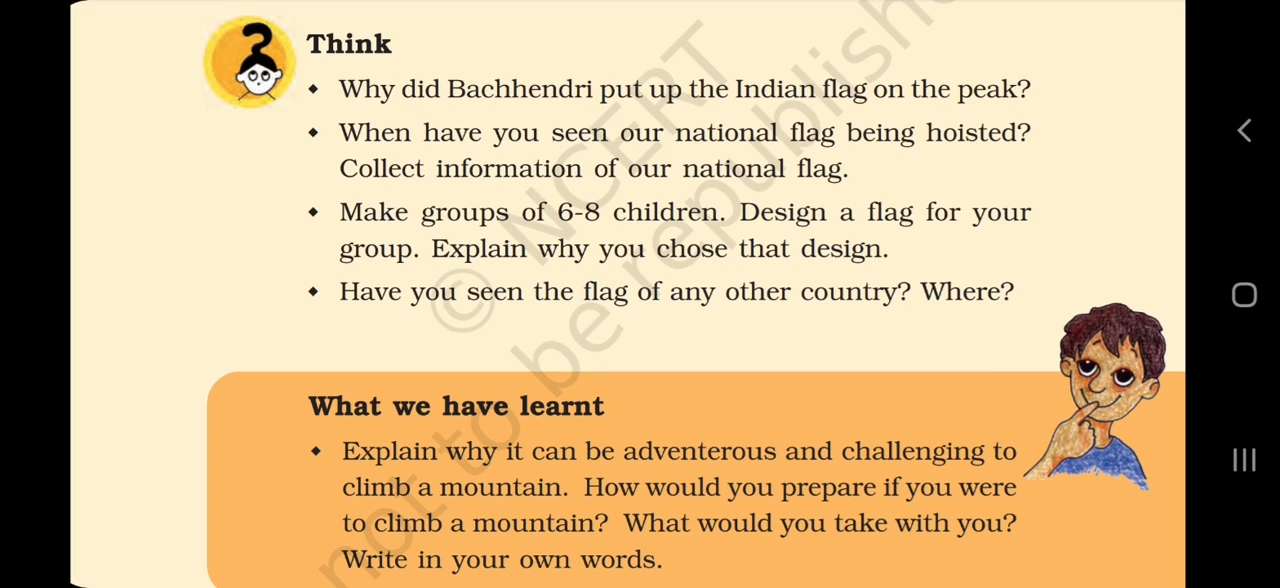 Think
◆ Why did Bachhendri put up the Indian flag on the peak?
◆ When have you seen our national flag being hoisted?
Collect information of our national flag.
◆ Make groups of 6-8 children. Design a flag for your
group. Explain why you chose that design.
◆ Have you seen the flag of any other country? Where?
What we have learnt
◆ Explain why it can be adventerous and challenging to
climb a mountain. How would you prepare if you were
to climb a mountain? What would you take with you?
Write in your own words.
© NCERT
not to be republishe